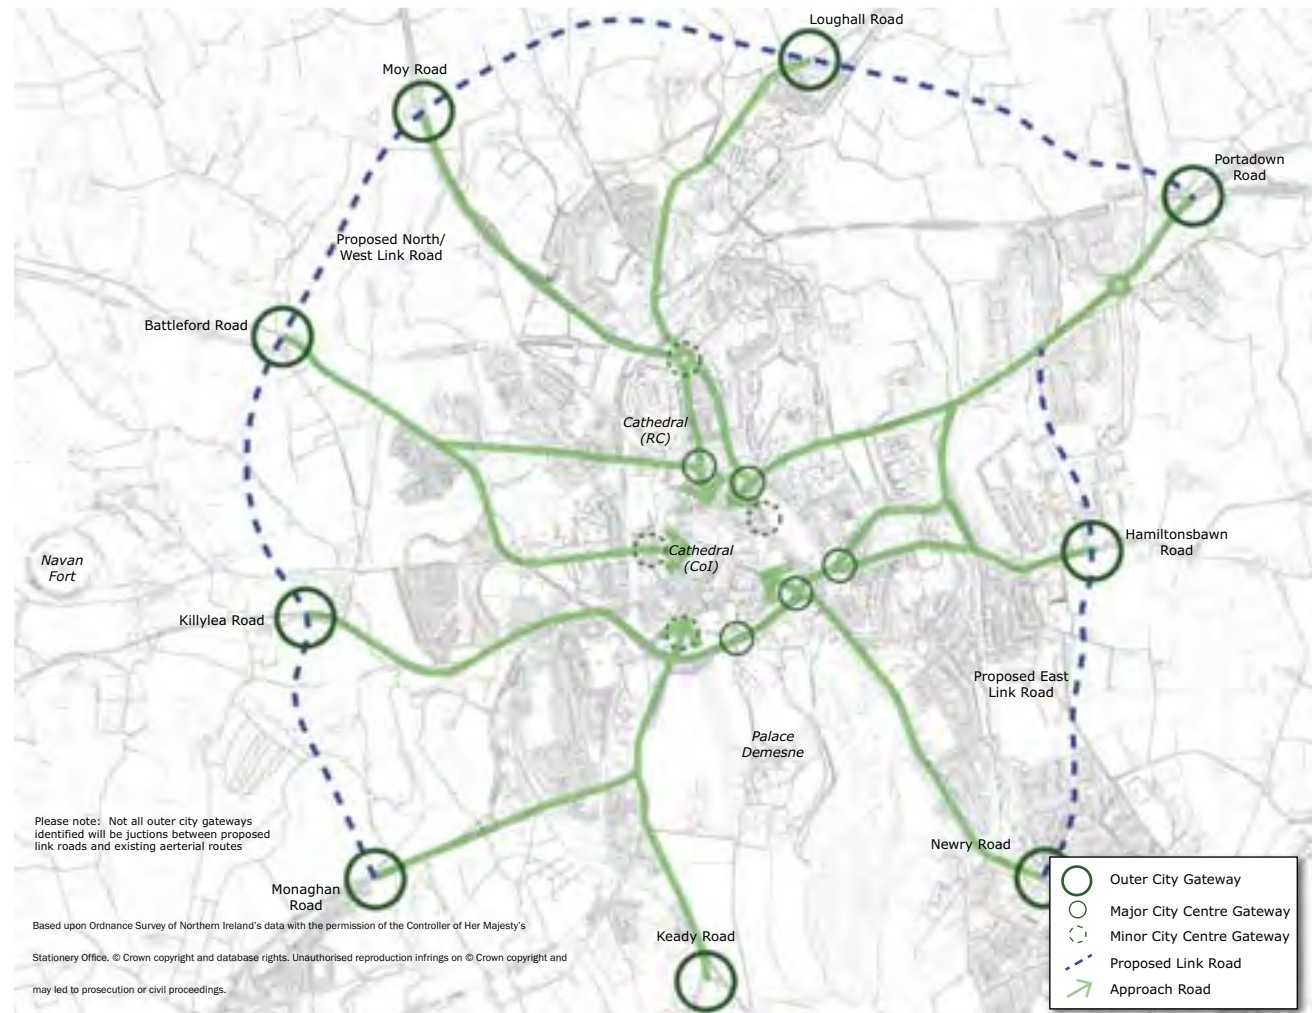 Loughall Road
Moy Road
Portadown
Road
Proposed North/
West Link Road
Battleford Road
Cathedral
(RC)
Hamiltonsbawn
Road
Cathedral
(CoI)
Navan
Fort
Killylea Road
Proposed East
Link Road
Palace
Demesne
Please note: Not all outer city gateways
identified will be juctions between proposed
link roads and existing aerterial routes
Newry Road
Monaghan
Road
Keady Road
Based upon Ordnance Survey of Northern Ireland's data with the permission of the Controller of Her Majesty's
Stationery Office. © Crown copyright and database rights. Unauthorised reproduction infrings on © Crown copyright and
may led to prosecution or civil proceedings.
Outer City Gateway
Major City Centre Gateway
Minor City Centre Gateway
Proposed Link Road
Approach Road